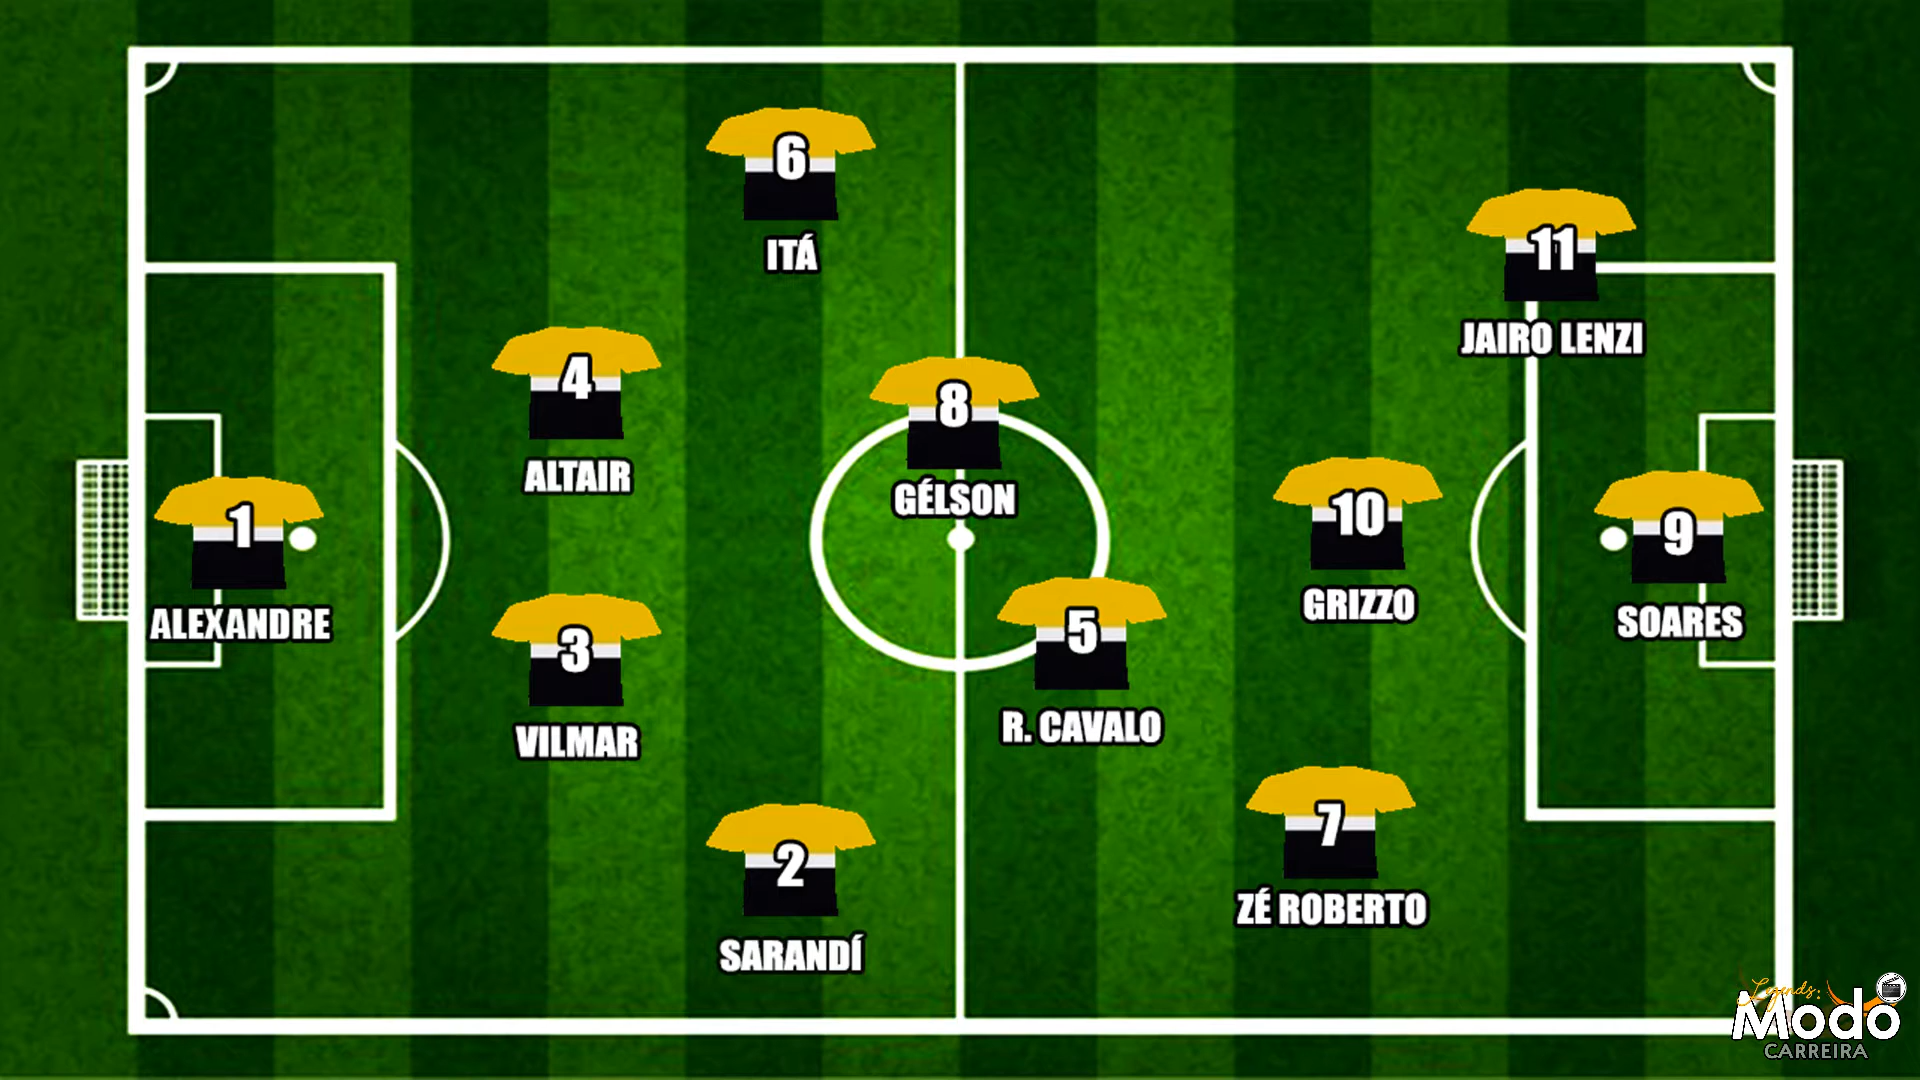 6
ITÁ
11
JAIRO LENZI
4
ALTAIR
8
GÉLSON
1
ALEXANDRE
10
GRIZZO
9
SOARES
3
VILMAR
5
R. CAVALO
2
SARANDÍ
7
ZÉ ROBERTO
Legends:
Modo
CARREIRA